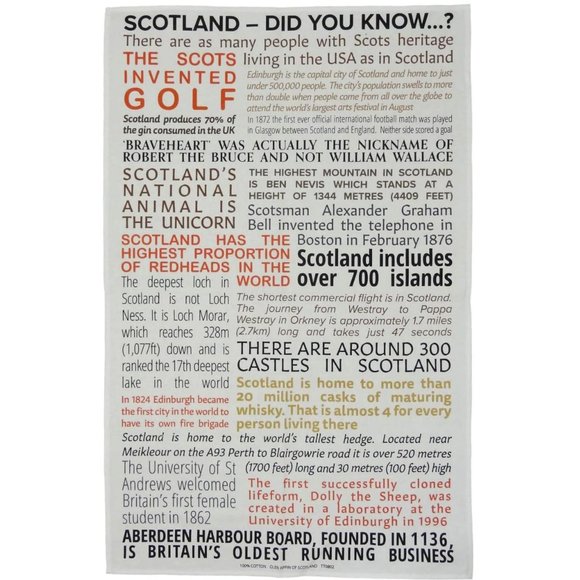 SCOTLAND – DID YOU KNOW...?
There are as many people with Scots heritage
living in the USA as in Scotland
THE SCOTS
INVENTED
GOLF
Edinburgh is the capital city of Scotland and home to just
under 500,000 people. The city's population swells to more
than double when people come from all over the globe to
attend the world's largest arts festival in August
Scotland produces 70% of
the gin consumed in the UK
In 1872 the first ever official international football match was played
in Glasgow between Scotland and England. Neither side scored a goal
'BRAVEHEART' WAS ACTUALLY THE NICKNAME OF
ROBERT THE BRUCE AND NOT WILLIAM WALLACE
SCOTLAND'S
NATIONAL
ANIMAL IS
THE UNICORN
THE HIGHEST MOUNTAIN IN SCOTLAND
IS BEN NEVIS WHICH STANDS AT A
HEIGHT OF 1344 METRES (4409 FEET)
Scotsman Alexander Graham
Bell invented the telephone in
Boston in February 1876
SCOTLAND HAS THE
HIGHEST PROPORTION
OF REDHEADS IN THE
WORLD
Scotland includes
over 700 islands
The deepest loch in
Scotland is not Loch
Ness. It is Loch Morar,
which reaches 328m
(1,077ft) down and is
ranked the 17th deepest
lake in the world
The shortest commercial flight is in Scotland.
The journey from Westray to Pappa
Westray in Orkney is approximately 1.7 miles
(2.7km) long and takes just 47 seconds
THERE ARE AROUND 300
CASTLES IN SCOTLAND
Scotland is home to more than
20 million casks of maturing
whisky. That is almost 4 for every
person living there
In 1824 Edinburgh became
the first city in the world to
have its own fire brigade
Scotland is home to the world's tallest hedge. Located near
Meikleour on the A93 Perth to Blairgowrie road it is over 520 metres
(1700 feet) long and 30 metres (100 feet) high
The University of St
Andrews welcomed
Britain's first female
student in 1862
The first successfully cloned
lifeform, Dolly the Sheep, was
created in a laboratory at the
University of Edinburgh in 1996
ABERDEEN HARBOUR BOARD, FOUNDED IN 1136,
IS BRITAIN'S OLDEST RUNNING BUSINESS
100% COTTON GLEN APPIN OF SCOTLAND TT0802